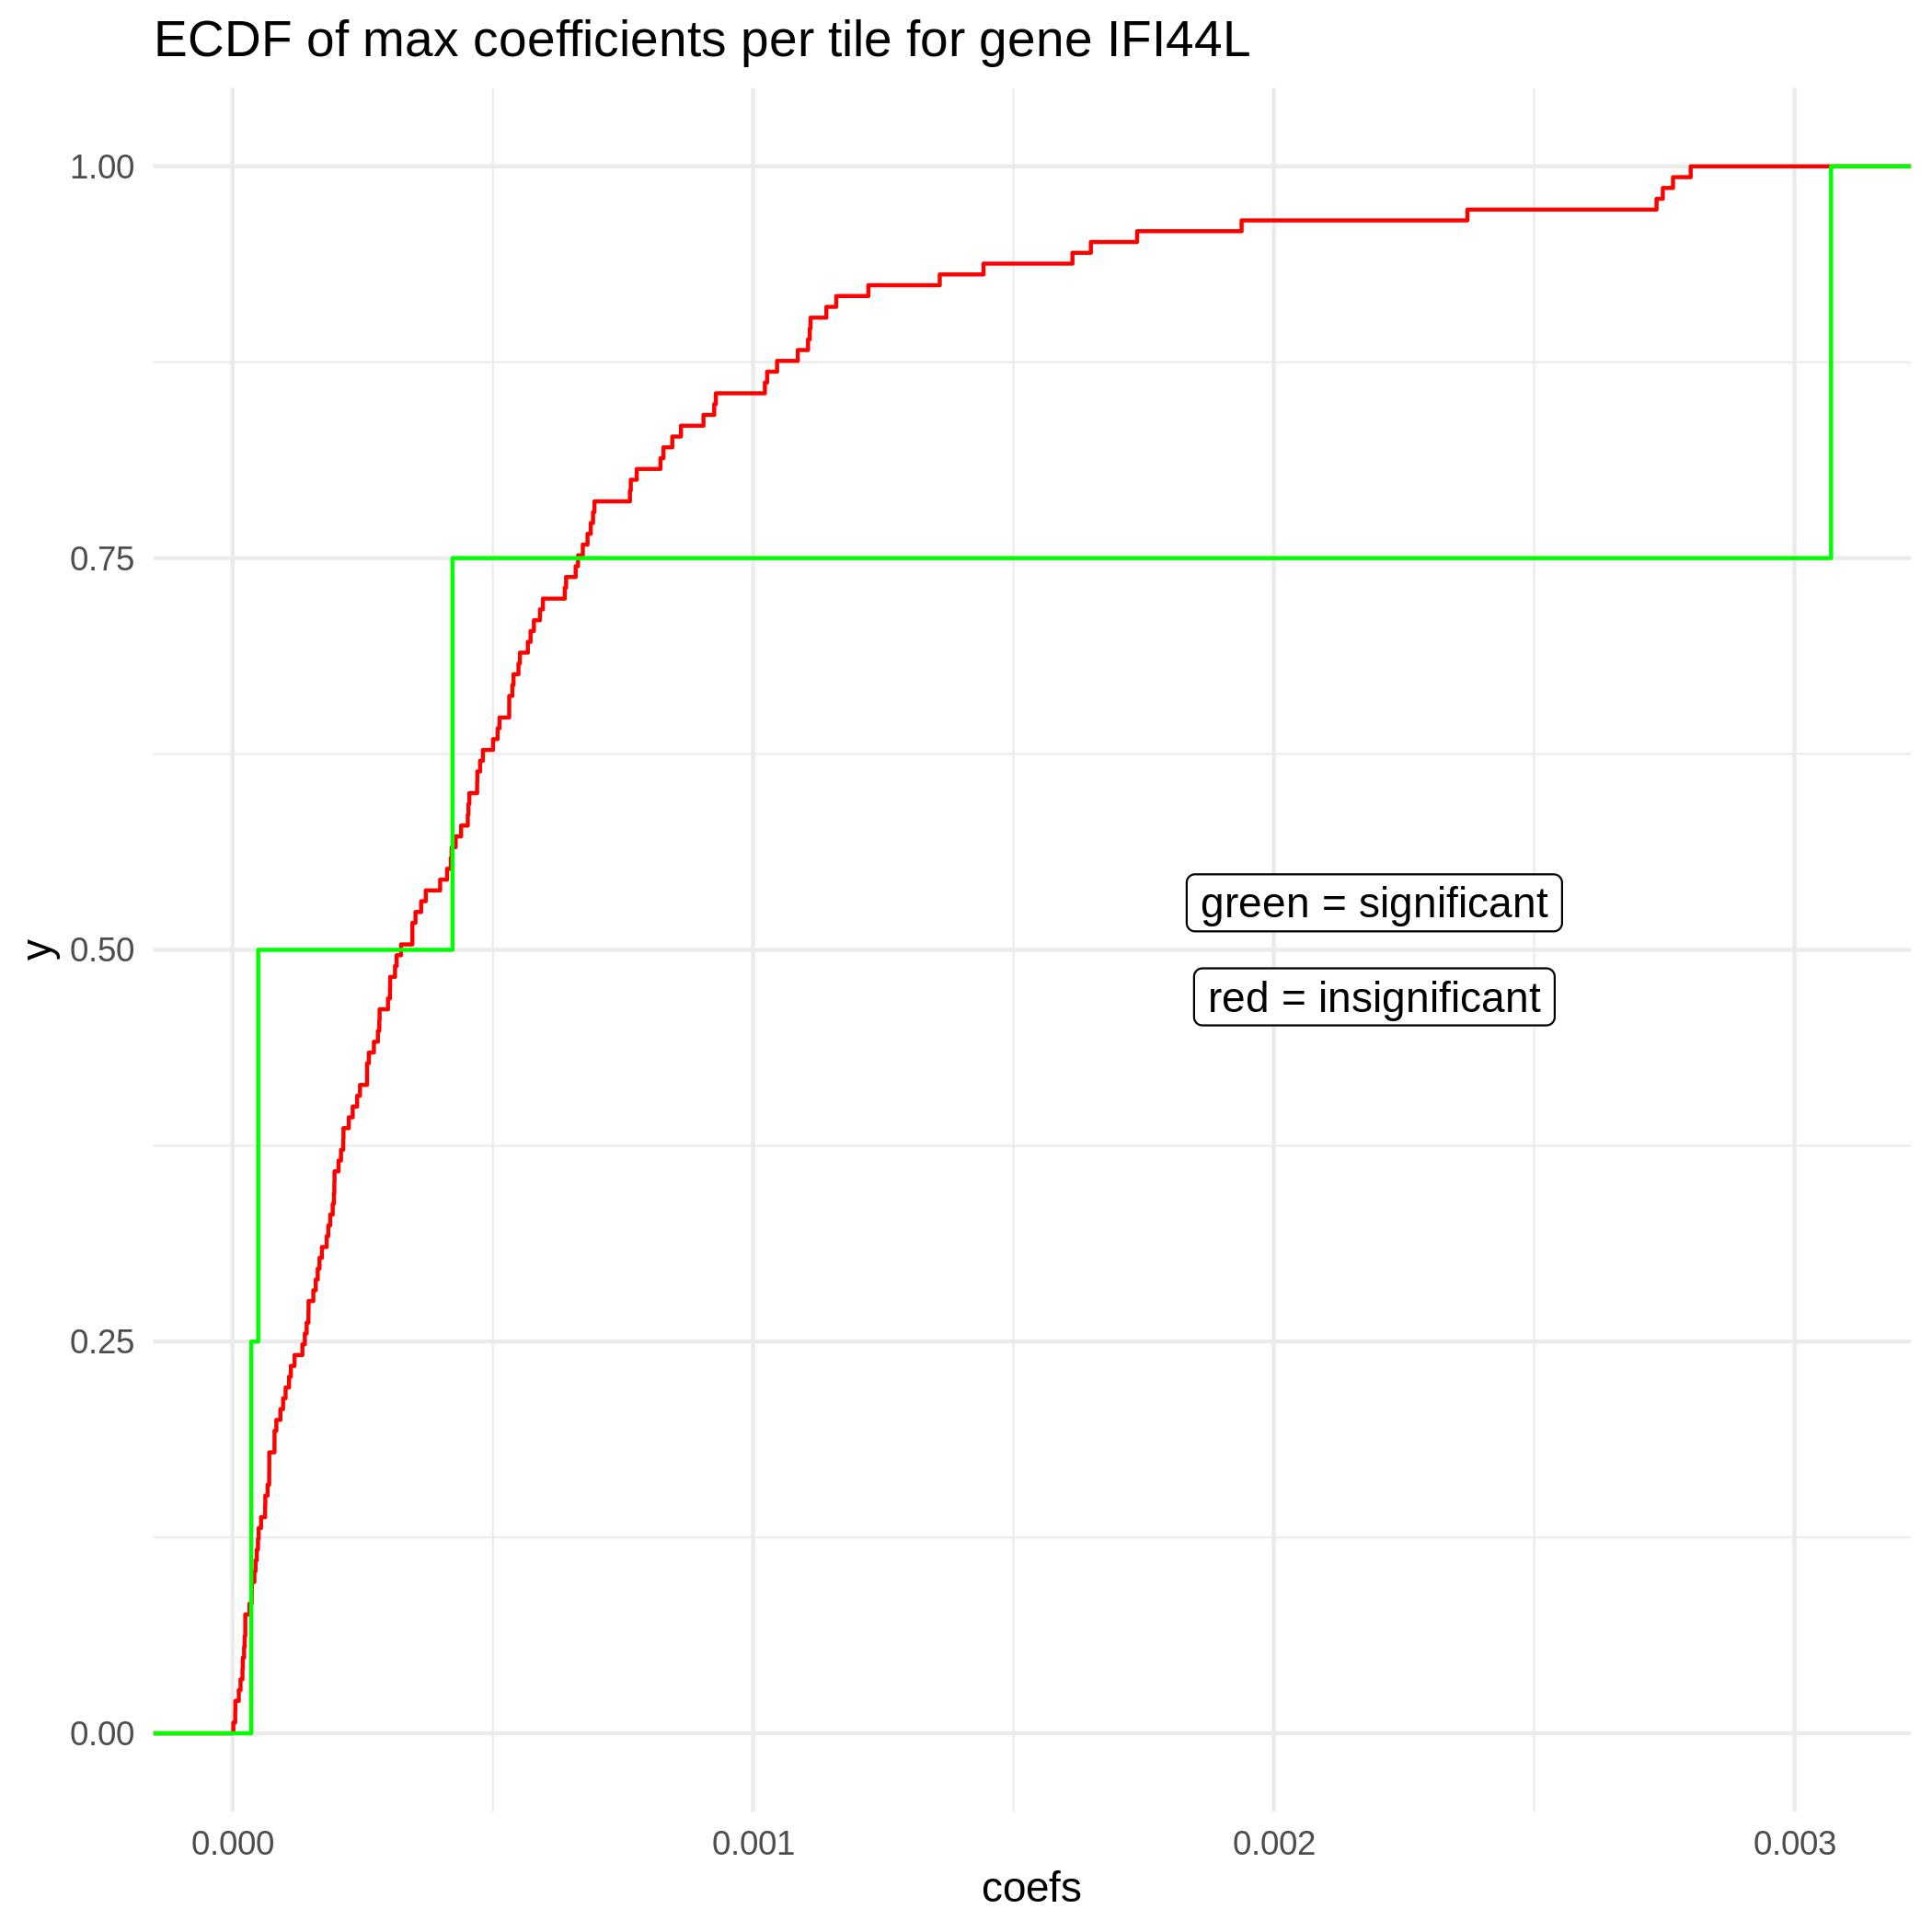 ECDF of max coefficients per tile for gene IFI44L
1.00
0.75
0.50
0.25
0.00
y
green = significant
red = insignificant
0.000
0.001
0.002
0.003
coefs